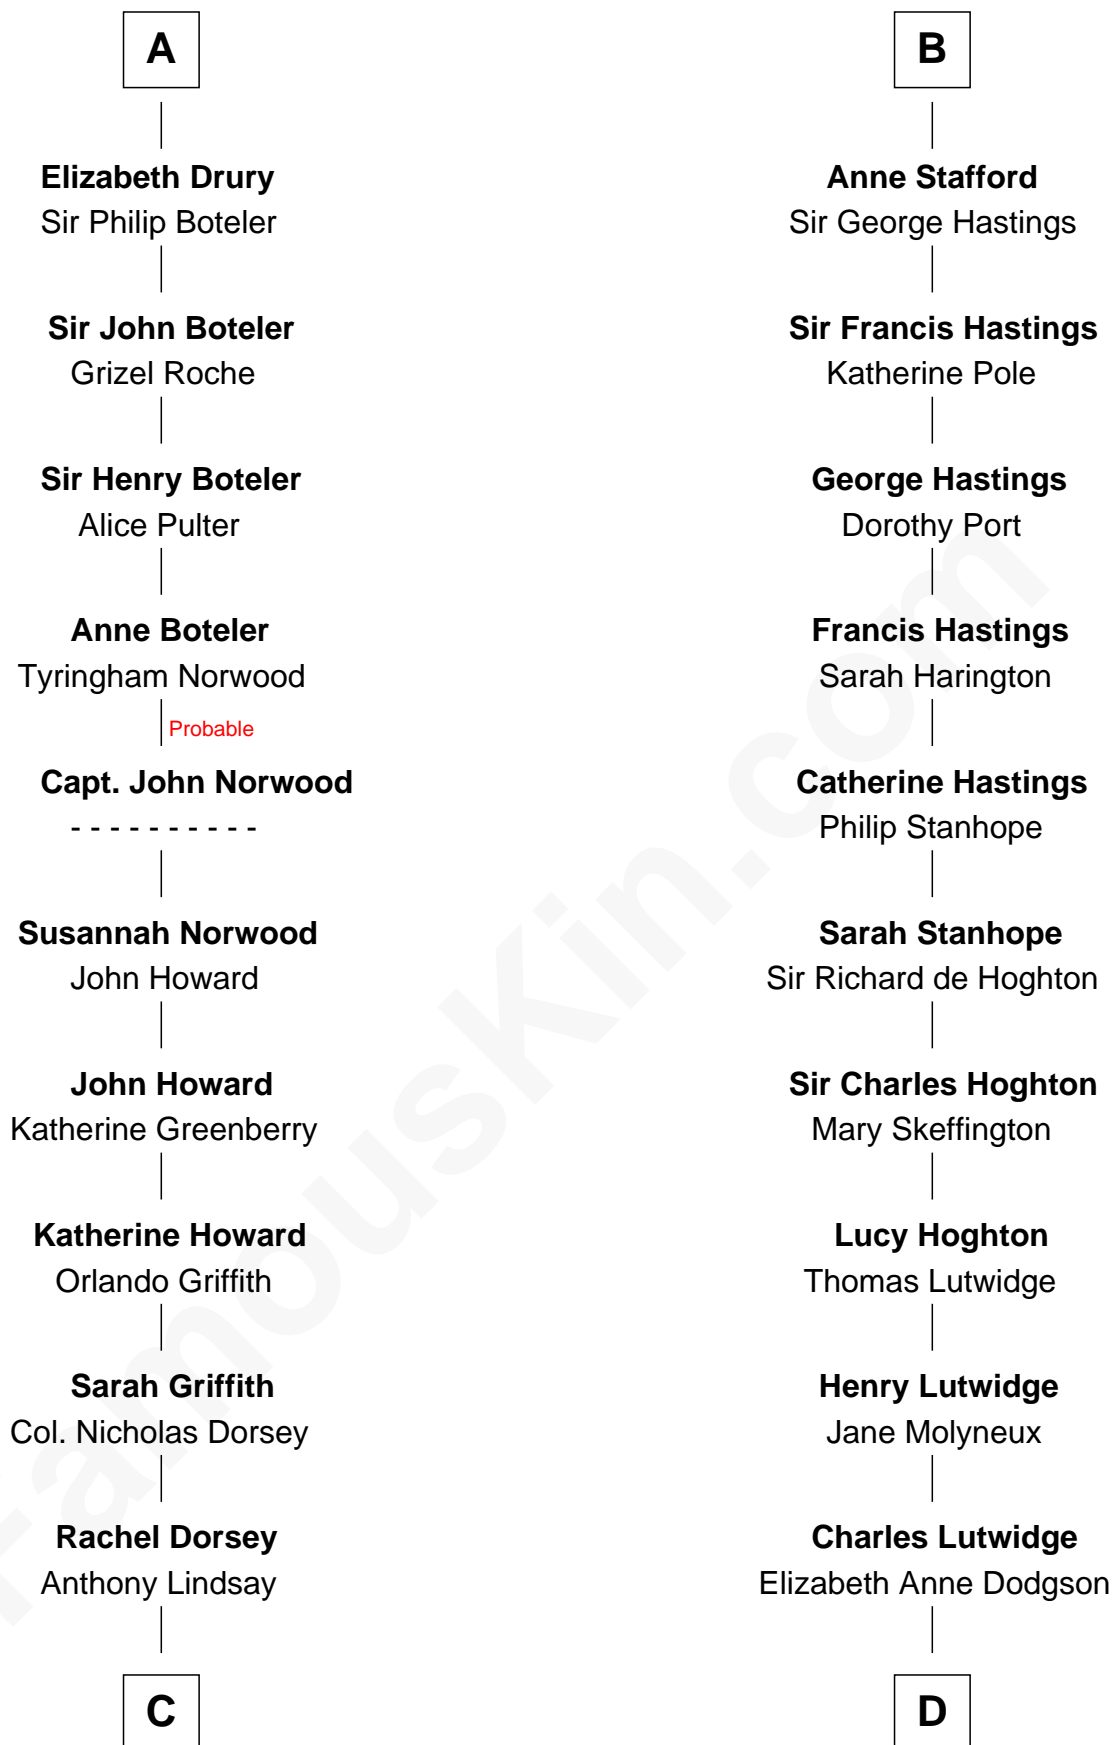 A
Elizabeth Drury
Sir Philip Boteler
Sir John Boteler
Grizel Roche
Sir Henry Boteler
Alice Pulter
Anne Boteler
Tyringham Norwood
Probable
Capt. John Norwood
- - - - - - - - - -
Susannah Norwood
John Howard
John Howard
Katherine Greenberry
Katherine Howard
Orlando Griffith
Sarah Griffith
Col. Nicholas Dorsey
Rachel Dorsey
Anthony Lindsay
C
B
Anne Stafford
Sir George Hastings
Sir Francis Hastings
Katherine Pole
George Hastings
Dorothy Port
Francis Hastings
Sarah Harington
Catherine Hastings
Philip Stanhope
Sarah Stanhope
Sir Richard de Hoghton
Sir Charles Hoghton
Mary Skeffington
Lucy Hoghton
Thomas Lutwidge
Henry Lutwidge
Jane Molyneux
Charles Lutwidge
Elizabeth Anne Dodgson
D
FamousKin.com